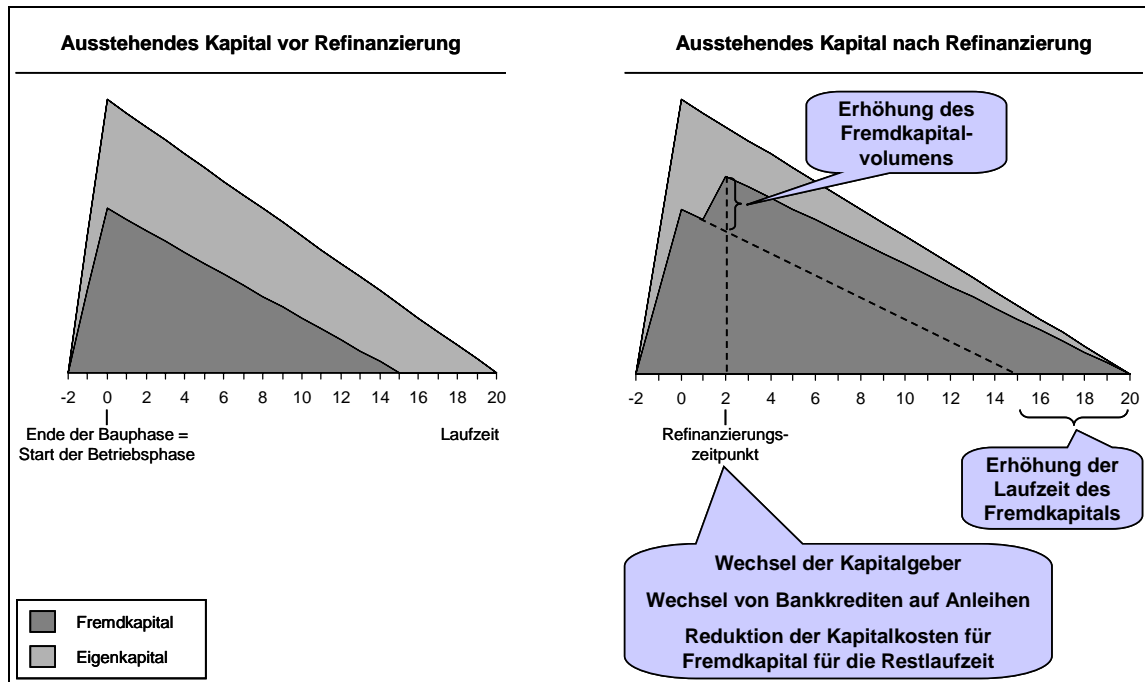 Ausstehendes Kapital vor Refinanzierung
-2 0 2 4 6 8 10 12 14 16 18 20
Ende der Bauphase =
Start der Betriebsphase
Laufzeit
Fremdkapital
Eigenkapital
Ausstehendes Kapital nach Refinanzierung
Erhöhung des
Fremdkapital-
volumens
-2 0 2 4 6 8 10 12 14 16 18 20
Refinanzierungs-
zeitpunkt
Erhöhung der
Laufzeit des
Fremdkapitals
Wechsel der Kapitalgeber
Wechsel von Bankkrediten auf Anleihen
Reduktion der Kapitalkosten für
Fremdkapital für die Restlaufzeit